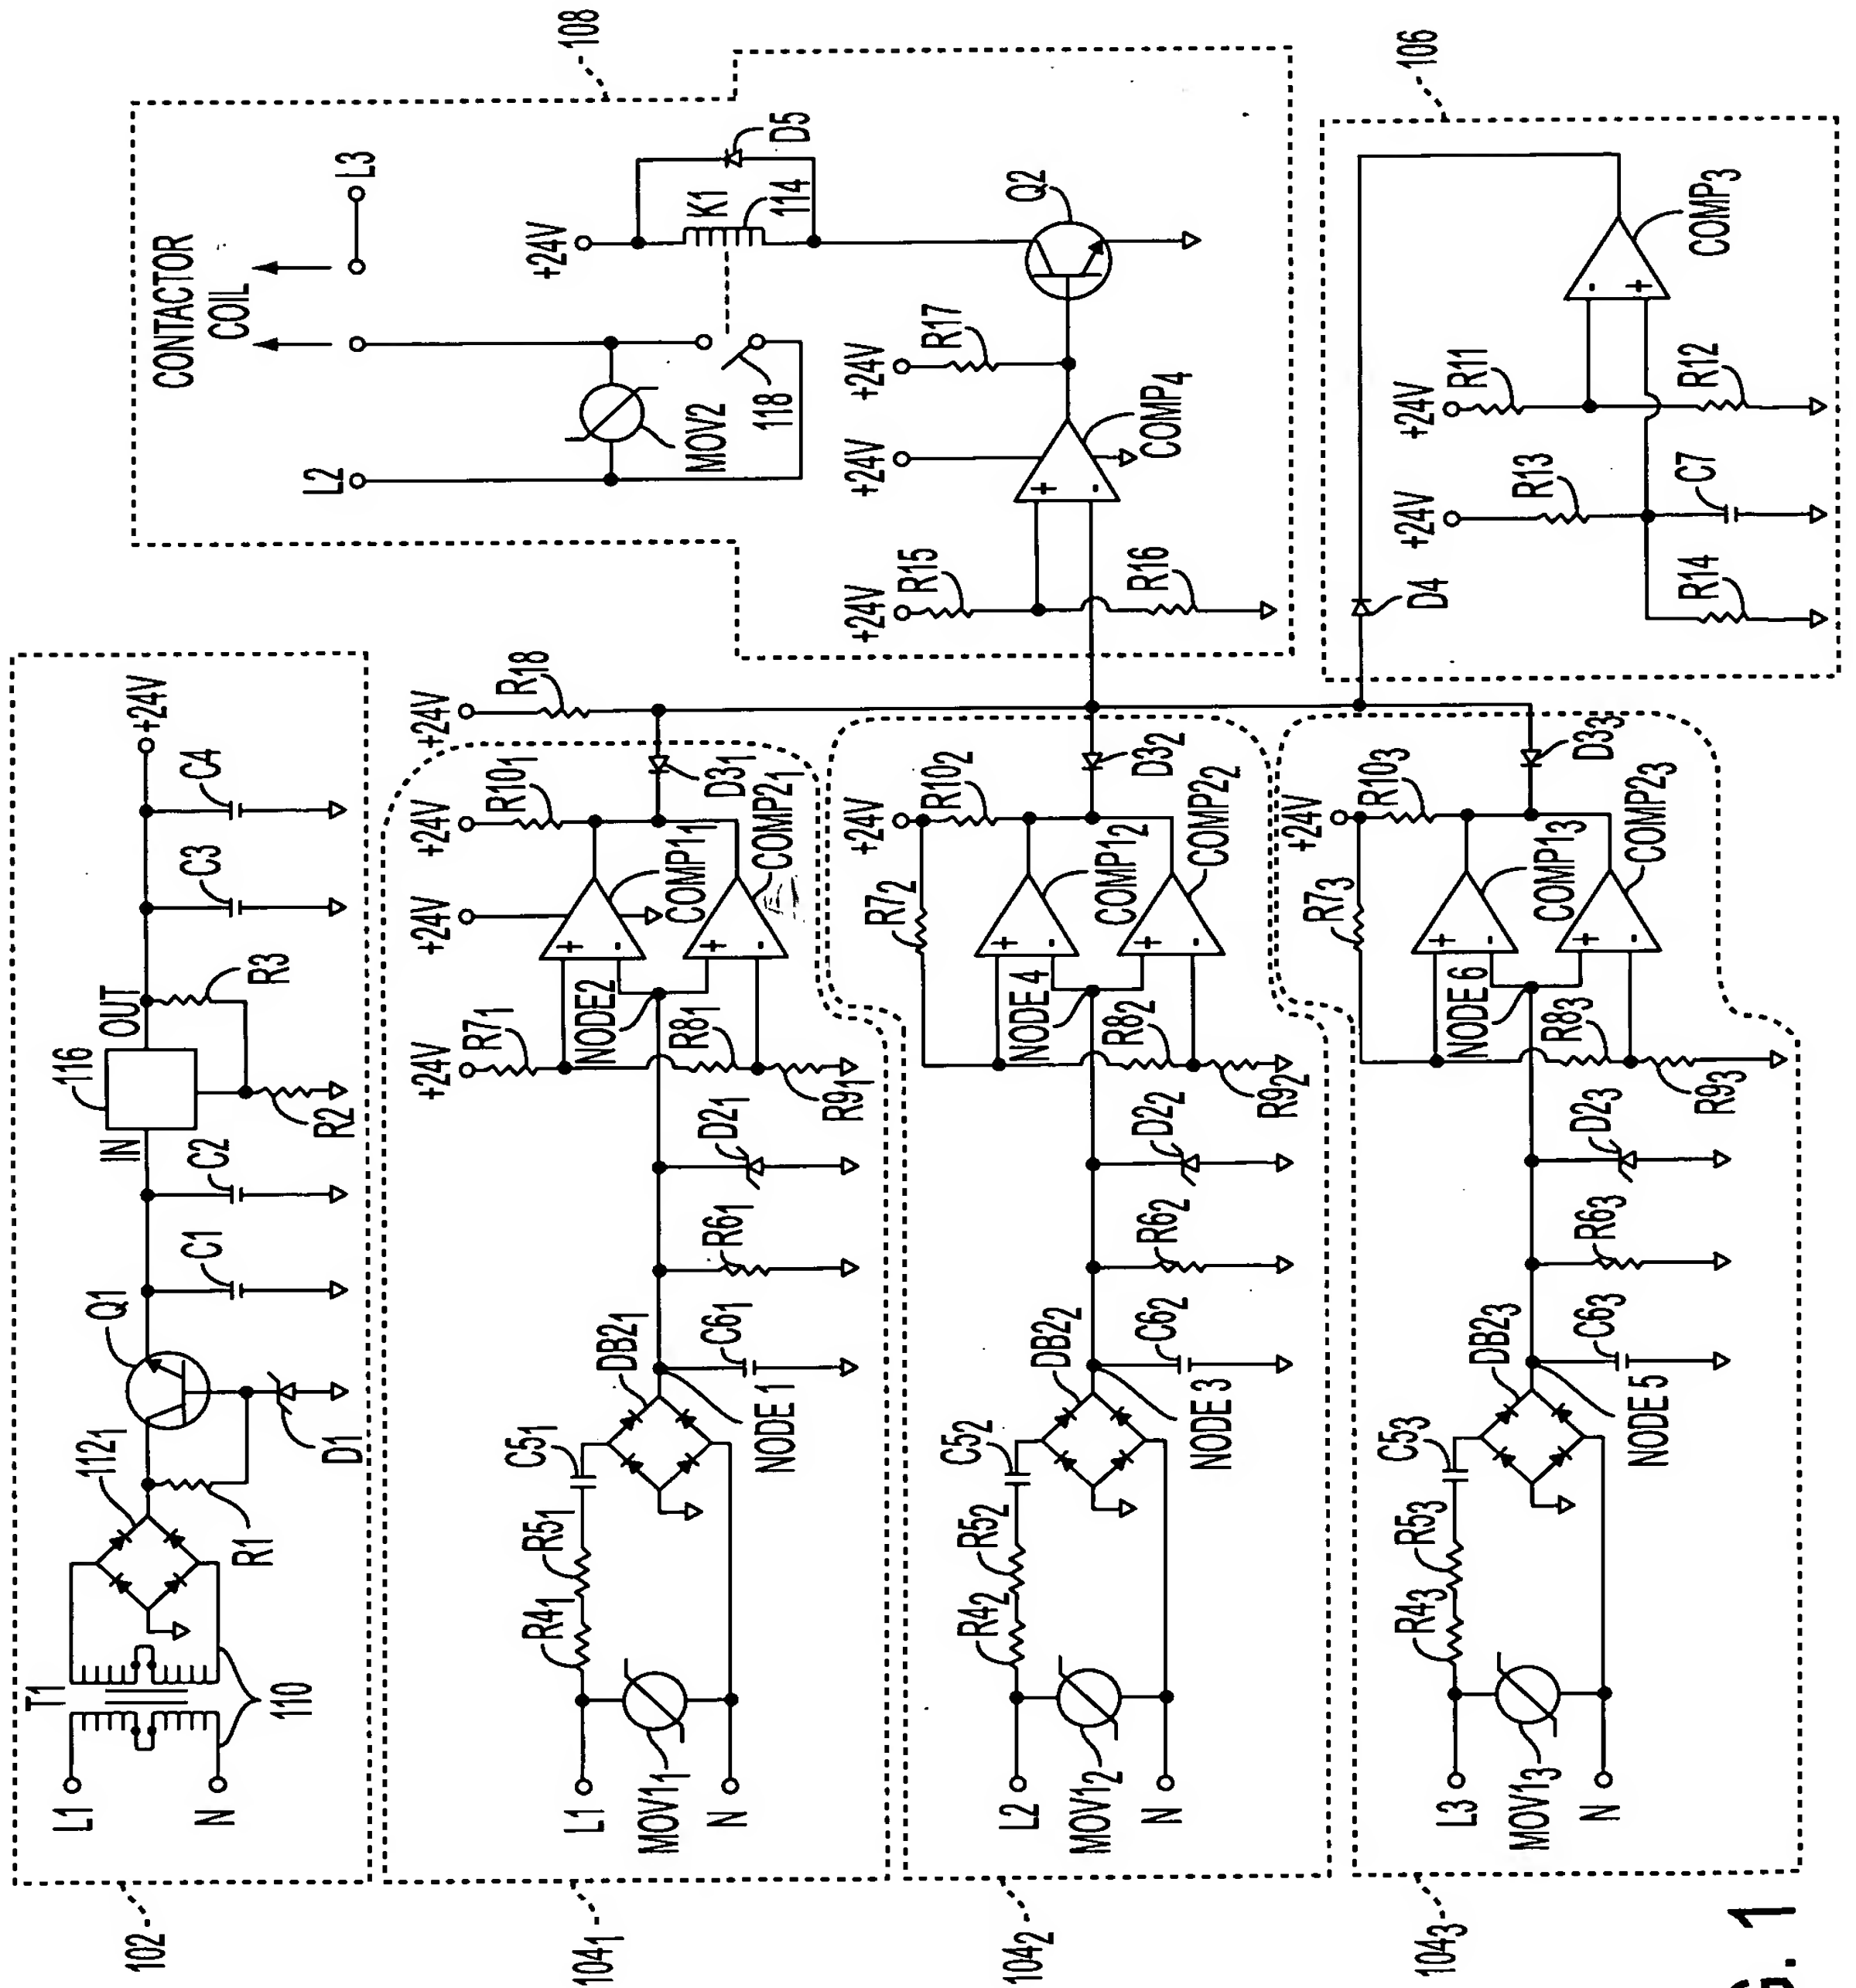 102
L1
N
T1
110
112₁
R1
D1
Q1
C1
C2
IN
116
OUT
R2
R3
C3
C4
+24V
104₁
L1
MOV1₁
N
R4₁
R5₁
C5₁
DB2₁
NODE 1
C6₁
R6₁
D2₁
+24V
R7₁
R8₁
R9₁
NODE2
+24V
COMP1₁
COMP2₁
+24V
R10₁
D3₁
+24V
R18
104₂
L2
MOV1₂
N
R4₂
R5₂
C5₂
DB2₂
NODE 3
C6₂
R6₂
D2₂
R7₂
R8₂
R9₂
NODE 4
COMP1₂
COMP2₂
+24V
R10₂
D3₂
104₃
L3
MOV1₃
N
R4₃
R5₃
C5₃
DB2₃
NODE 5
C6₃
R6₃
D2₃
R7₃
R8₃
R9₃
NODE 6
COMP1₃
COMP2₃
+24V
R10₃
D3₃
108
CONTACTOR
COIL
L2
L3
MOV2
118
+24V
K1
114
D5
+24V
R15
R16
+24V
COMP4
+24V
R17
Q2
106
D4
+24V
R13
R14
C7
+24V
R11
R12
COMP3
. 1